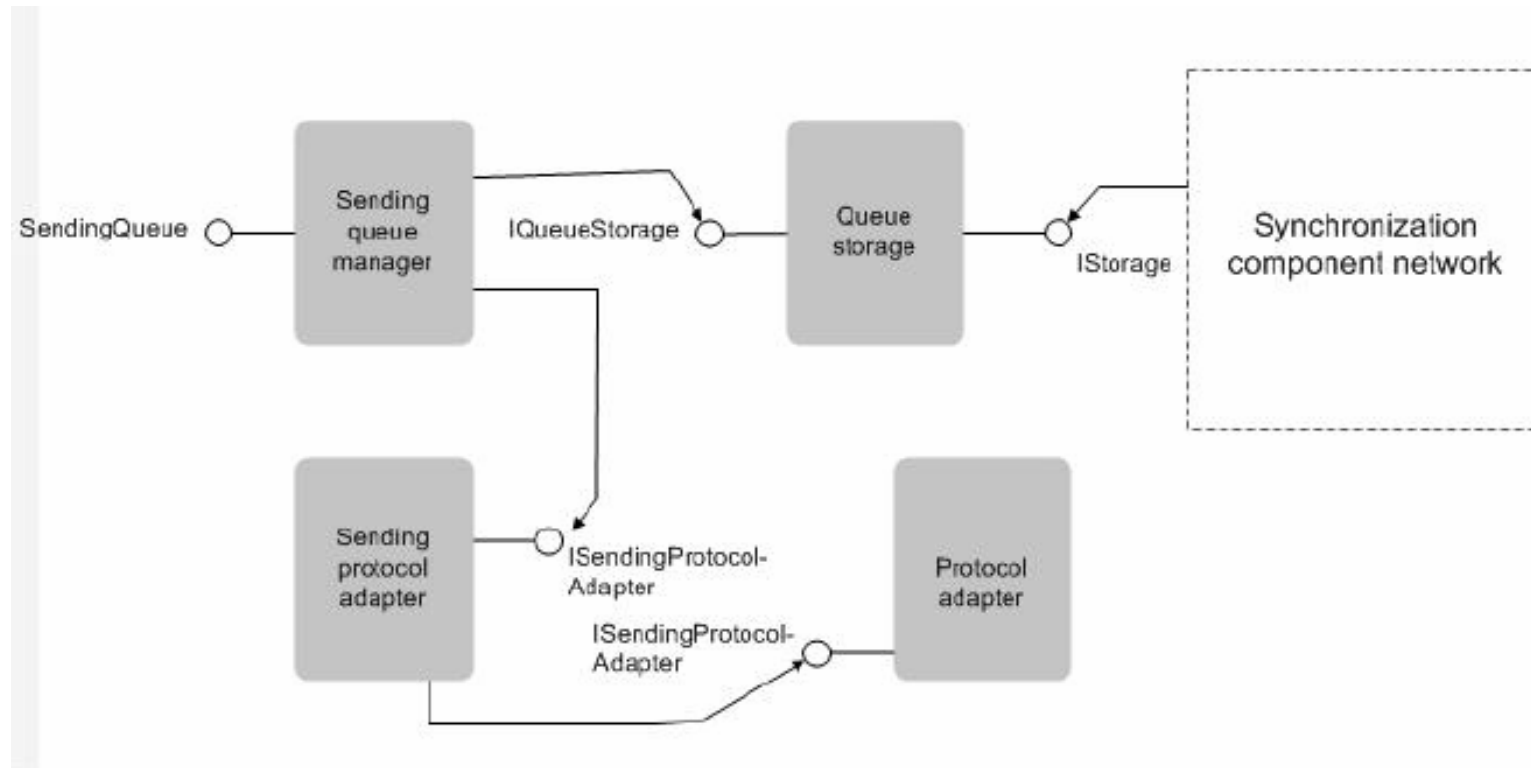 Sending
queue
manager
SendingQueue
IQueueStorage
Queue
storage
IStorage
Synchronization
component network
Sending
protocol
adapter
ISendingProtocol-
Adapter
Protocol
adapter
ISendingProtocol-
Adapter